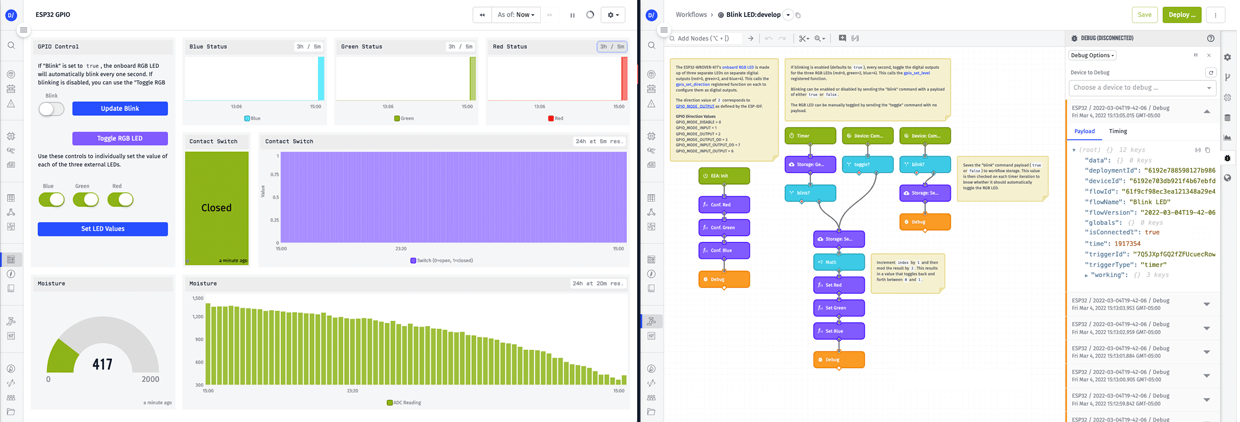 ESP32 GPIO
As of: Now
GPIO Control
If "Blink" is set to true, the onboard RGB LED
will automatically blink every one second. If
blinking is disabled, you can use the "Toggle RGB
Blink
Update Blink
Toggle RGB LED
Use these controls to individually set the value of
each of the three external LEDs.
Blue
Green
Red
Set LED Values
Blue Status
3h / 5m
13:06
15:00
Blue
Green Status
3h / 5m
13:06
15:00
Green
Red Status
3h / 5m
13:06
15:00
Red
Contact Switch
Closed
a minute ago
Contact Switch
24h at 5m res.
Value
1
0.75
0.5
0.25
0
15:00
23:20
15:00
Switch (0=open, 1=closed)
Moisture
417
0
2000
a minute ago
Moisture
24h at 20m res.
1,500
1,200
900
600
300
15:00
23:20
15:00
ADC Reading
Workflows
Blink LED:develop
Save
Deploy ...
Add Nodes (⌥ + |)
The ESP32-WROVER-KIT's onboard RGB LED is made
up of three separate LEDs on separate digital
outputs (red=0, green=2, blue=4). This call the
gpio_set_direction registered function on each to
configure them as digital outputs.
The direction value of 2 corresponds to
GPIO_MODE_OUTPUT as defined by the ESP-IDF:
GPIO Direction Values
GPIO_MODE_DISABLE = 0
GPIO_MODE_INPUT = 1
GPIO_MODE_OUTPUT = 2
GPIO_MODE_OUTPUT_OD = 3
GPIO_MODE_INPUT_OUTPUT_OD = 7
GPIO_MODE_INPUT_OUTPUT = 6
If blinking is enabled (defaults to true), every second, toggle the digital outputs
for the three RGB LEDs (red=0, green=2, blue=4). This calls the gpio_set_level
registered function.
Blinking can be enabled or disabled by sending the "blink" command with a payload
of either true or false.
The RGB LED can be manually toggled by sending the "toggle" command with no
payload.
Timer
Device: Com...
Device: Com...
Storage: Ge...
toggle?
blink?
blink?
Storage: Se...
Debug
Saves the "blink" command payload (true
or false) to workflow storage. This value
is then checked on each timer iteration to
know whether it should automatically
toggle the RGB LED.
EEA: Init
Conf. Red
Conf. Green
Conf. Blue
Debug
Storage: Ge...
Math
Set Red
Set Green
Set Blue
Debug
Increment index by 1 and then
mod the result by 2. This results
in a value that toggles back and
forth between 0 and 1.
DEBUG (DISCONNECTED)
Debug Options
Device to Debug
Choose a device to debug ...
ESP32 / 2022-03-04T19-42-06 / Debug
Fri Mar 4, 2022 15:13:05.015 GMT-05:00
Payload
Timing
(root) {} 12 keys
"data": {} 0 keys
"deploymentId": "6192e788598127b986
"deviceId": "6192e703db921f4b67ebfd
"flowId": "61f9cf98ec3ea121348a29e4
"flowName": "Blink LED"
"flowVersion": "2022-03-04T19-42-06
"globals": {} 0 keys
"isConnected": true
"time": 1917354
"triggerId": "7Q5JXpfGQ2fZFUcuecRow
"triggerType": "timer"
"working": {} 3 keys
ESP32 / 2022-03-04T19-42-06 / Debug
Fri Mar 4, 2022 15:13:03.953 GMT-05:00
ESP32 / 2022-03-04T19-42-06 / Debug
Fri Mar 4, 2022 15:13:02.959 GMT-05:00
ESP32 / 2022-03-04T19-42-06 / Debug
Fri Mar 4, 2022 15:13:01.884 GMT-05:00
ESP32 / 2022-03-04T19-42-06 / Debug
Fri Mar 4, 2022 15:13:00.905 GMT-05:00
ESP32 / 2022-03-04T19-42-06 / Debug
Fri Mar 4, 2022 15:12:59.842 GMT-05:00
ESP32 / 2022-03-04T19-42-06 / Debug